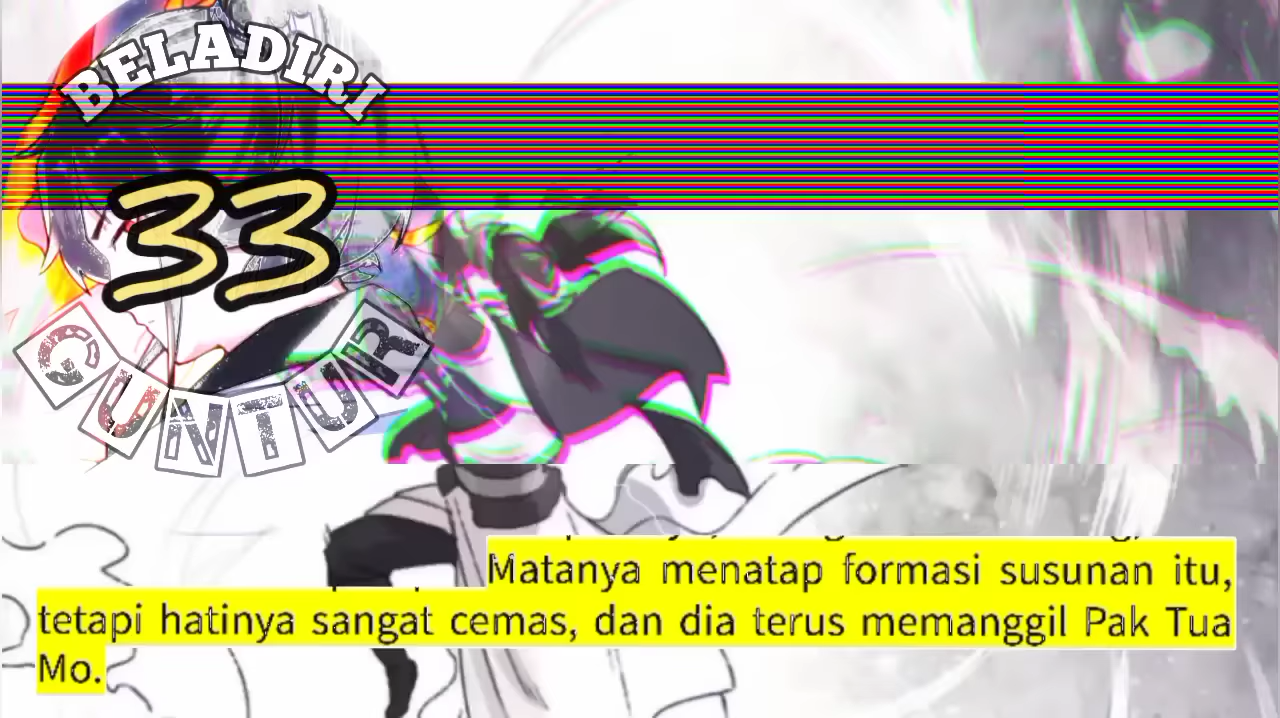 BELADIRI
33
GUNTUR
Matanya menatap formasi susunan itu,
tetapi hatinya sangat cemas, dan dia terus memanggil Pak Tua
Mo.